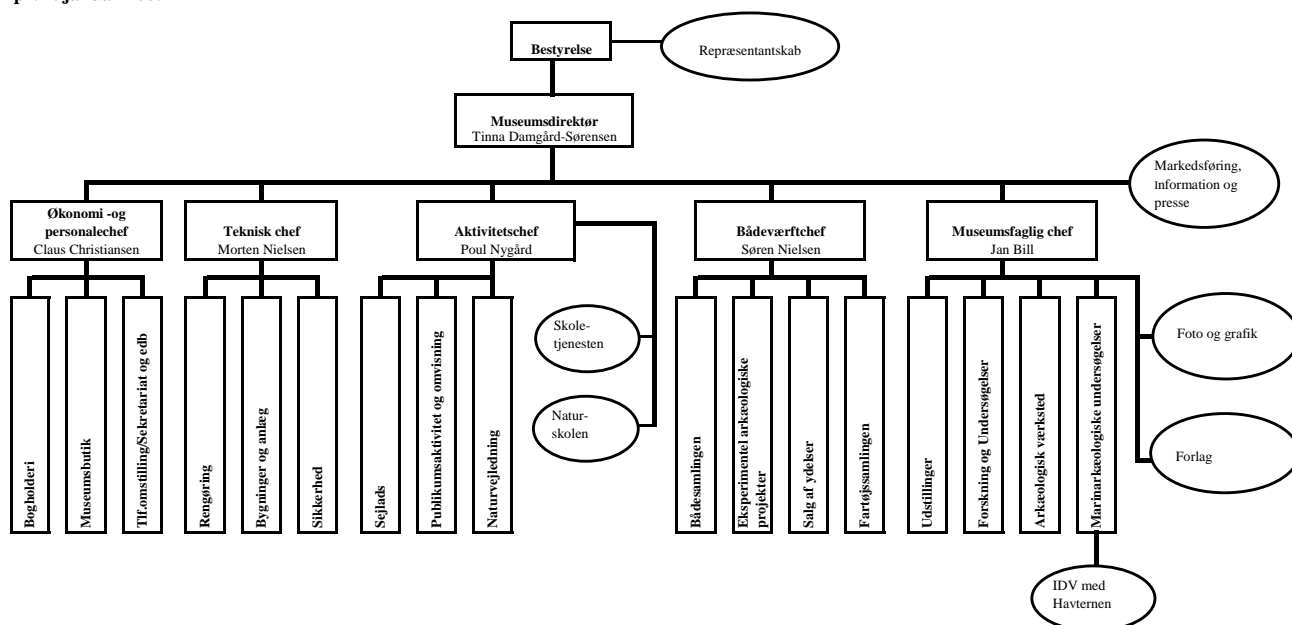 Bestyrelse
Repræsentantskab
Museumsdirektør
Tinna Damgård-Sørensen
Markedsføring,
Information og
presse
Økonomi -og
personalechef
Claus Christiansen
Teknisk chef
Morten Nielsen
Aktivitetschef
Poul Nygård
Bådeværftchef
Søren Nielsen
Museumsfaglig chef
Jan Bill
Bogholderi
Museumsbutik
Tlf.omstilling/Sekretariat og edb
Rengøring
Bygninger og anlæg
Sikkerhed
Sejlads
Publikumsaktivitet og omvisning
Naturvejledning
Skole-
tjenesten
Natur-
skolen
Bådesamlingen
Eksperimentel arkæologiske
projekter
Salg af ydelser
Fartøjssamlingen
Udstillinger
Forskning og Undersøgelser
Arkæologisk værksted
Marinarkæologiske undersøgelser
Foto og grafik
Forlag
IDV med
Havternen